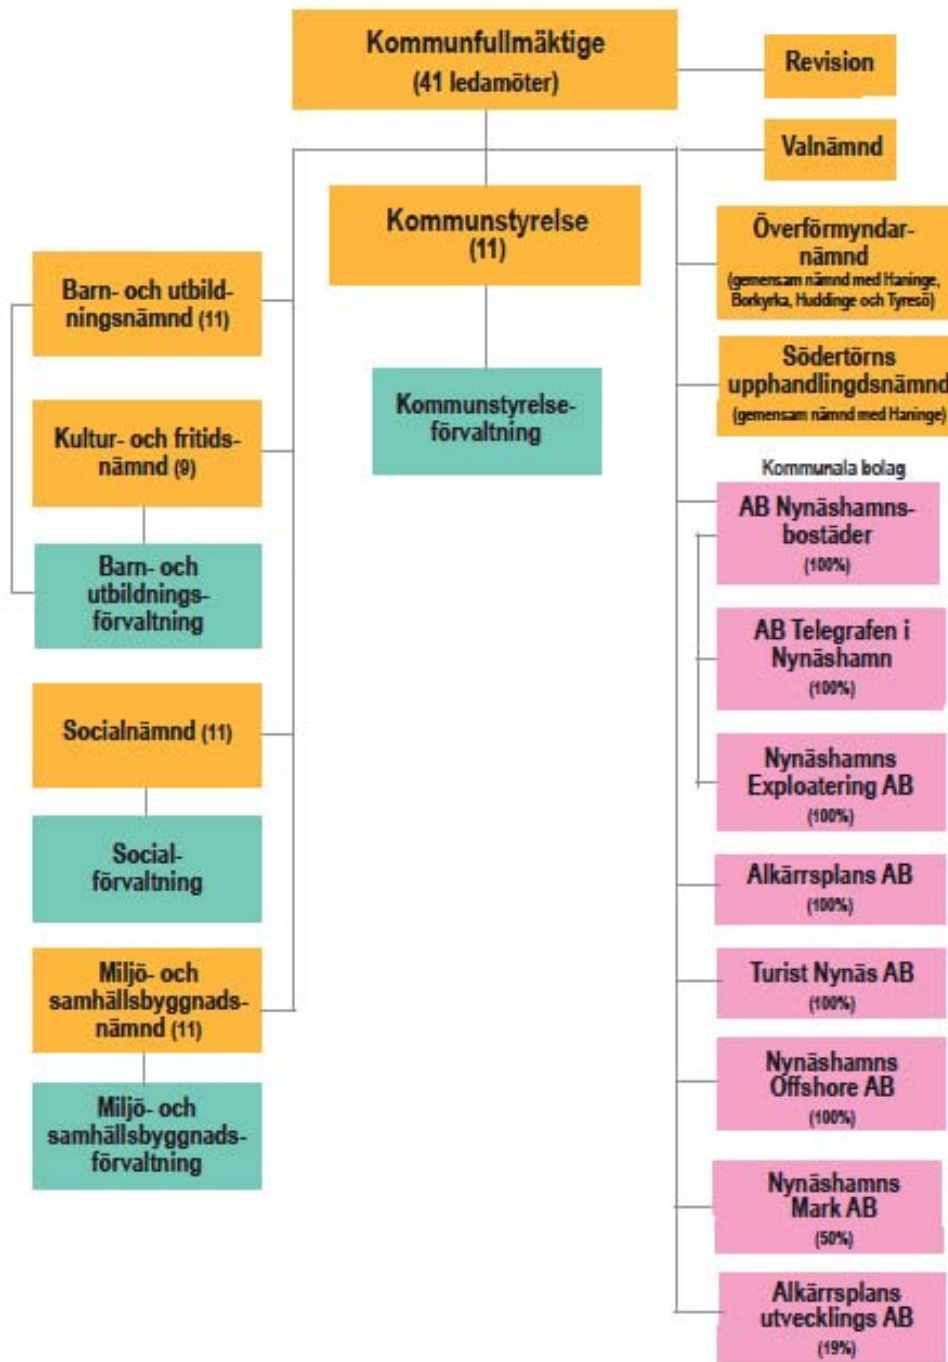 Kommunfullmäktige
(41 ledamöter)
Revision
Valnämnd
Kommunstyrelse
(11)
Överförmyndar-
nämnd
(gemensam nämnd med Haninge,
Borkyrka, Huddinge och Tyresö)
Barn- och utbild-
ningsnämnd (11)
Södertörns
upphandlingdsnämnd
(gemensam nämnd med Haninge)
Kommunstyrelse-
förvaltning
Kultur- och fritids-
nämnd (9)
Barn- och
utbildnings-
förvaltning
Socialnämnd (11)
Social-
förvaltning
Miljö- och
samhällsbyggnads-
nämnd (11)
Miljö- och
samhällsbyggnads-
förvaltning
Kommunala bolag
AB Nynäshamns-
bostäder
(100%)
AB Telegrafen i
Nynäshamn
(100%)
Nynäshamns
Exploatering AB
(100%)
Alkärrsplans AB
(100%)
Turist Nynäs AB
(100%)
Nynäshamns
Offshore AB
(100%)
Nynäshamns
Mark AB
(50%)
Alkärrsplans
utvecklings AB
(19%)